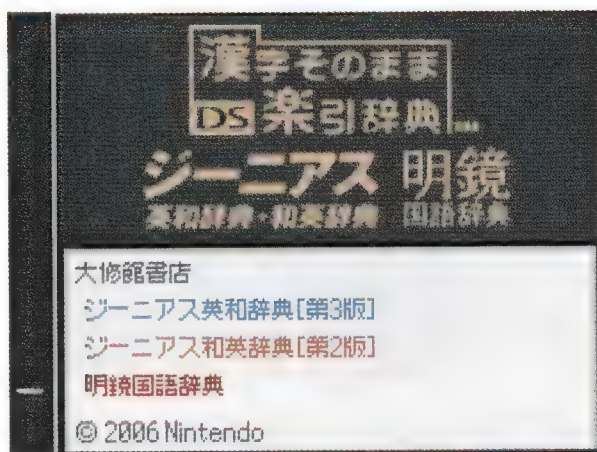 漢字そのまま
DS 楽引辞典
ジーニアス 明鏡
英和辞典・和英辞典 国語辞典
大修館書店
ジーニアス英和辞典[第3版]
ジーニアス和英辞典[第2版]
明鏡国語辞典
© 2006 Nintendo